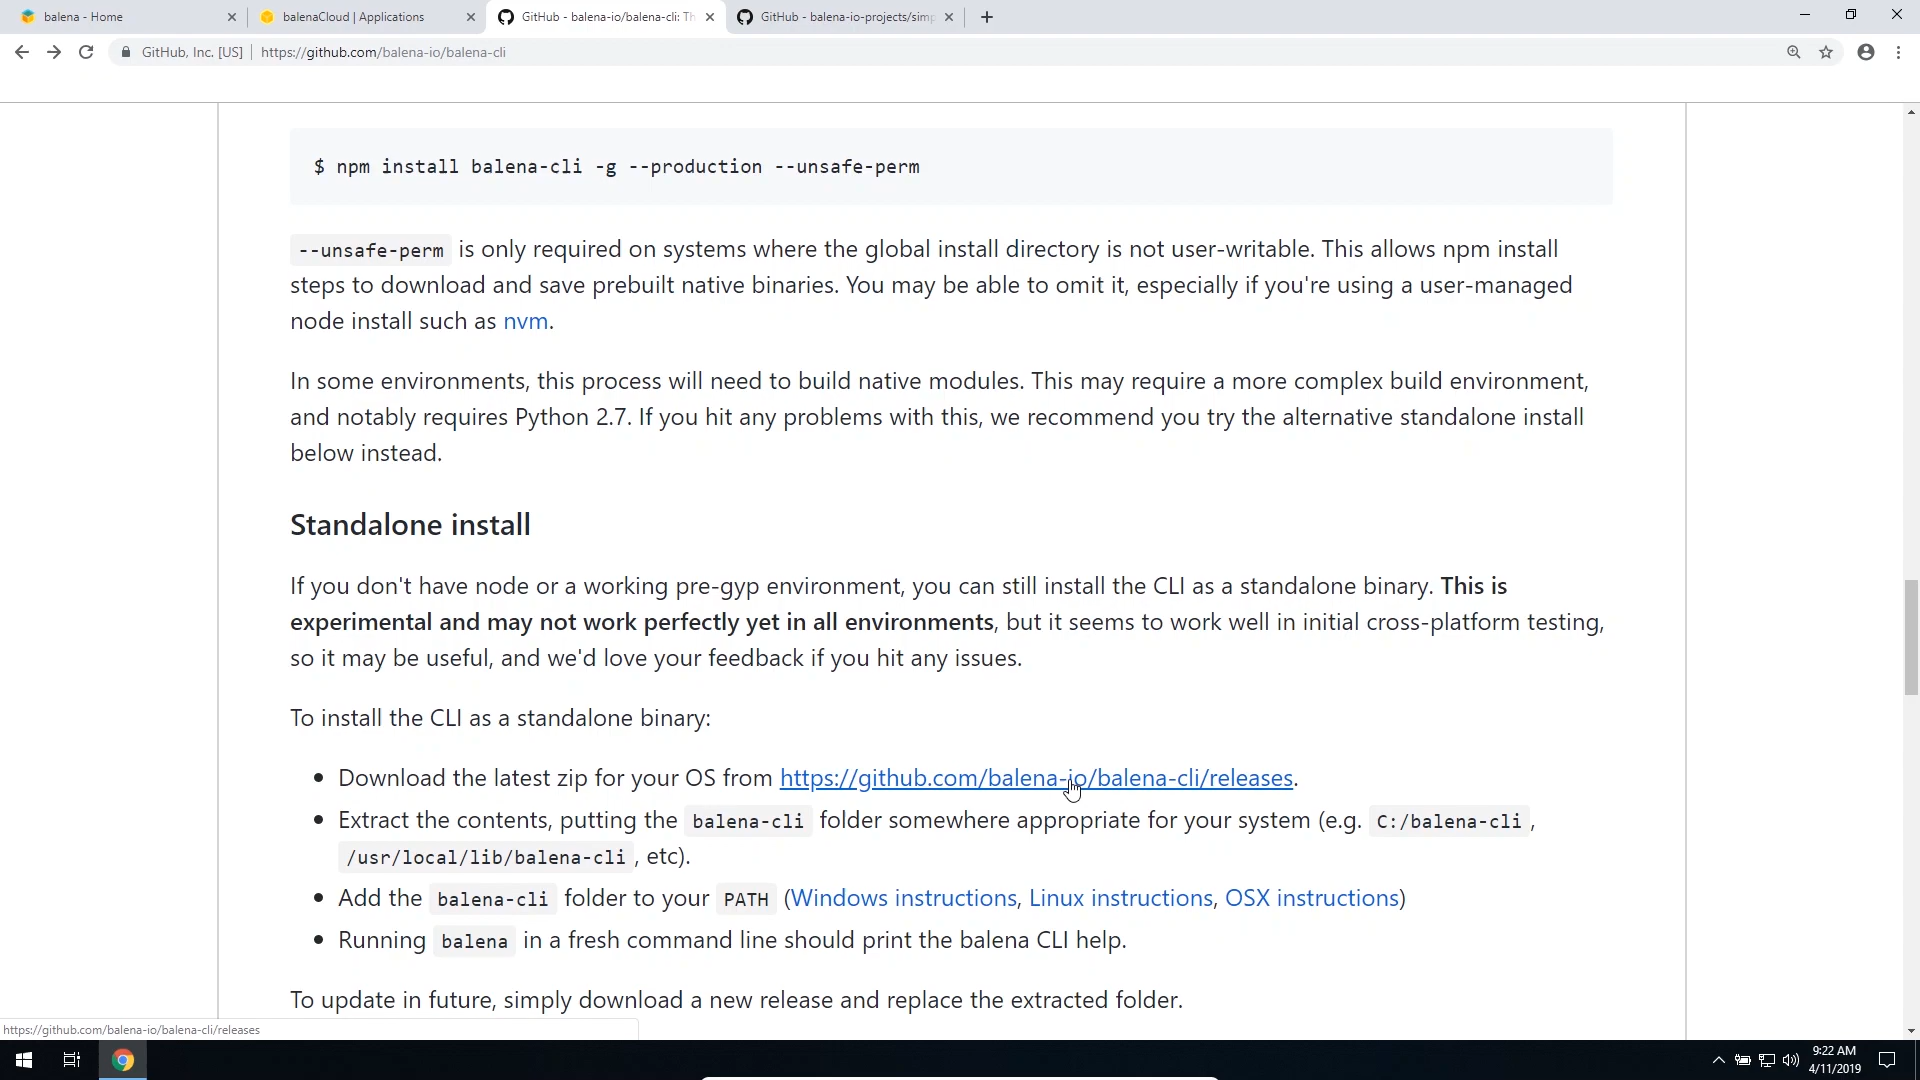 balena - Home
balenaCloud | Applications
GitHub - balena-io/balena-cli: Th
GitHub - balena-io-projects/simp
GitHub, Inc. [US] | https://github.com/balena-io/balena-cli
$ npm install balena-cli -g --production --unsafe-perm
--unsafe-perm is only required on systems where the global install directory is not user-writable. This allows npm install
steps to download and save prebuilt native binaries. You may be able to omit it, especially if you're using a user-managed
node install such as nvm.
In some environments, this process will need to build native modules. This may require a more complex build environment,
and notably requires Python 2.7. If you hit any problems with this, we recommend you try the alternative standalone install
below instead.
Standalone install
If you don't have node or a working pre-gyp environment, you can still install the CLI as a standalone binary. This is
experimental and may not work perfectly yet in all environments, but it seems to work well in initial cross-platform testing,
so it may be useful, and we'd love your feedback if you hit any issues.
To install the CLI as a standalone binary:
• Download the latest zip for your OS from https://github.com/balena-io/balena-cli/releases.
• Extract the contents, putting the balena-cli folder somewhere appropriate for your system (e.g. C:/balena-cli ,
/usr/local/lib/balena-cli , etc).
• Add the balena-cli folder to your PATH (Windows instructions, Linux instructions, OSX instructions)
• Running balena in a fresh command line should print the balena CLI help.
To update in future, simply download a new release and replace the extracted folder.
https://github.com/balena-io/balena-cli/releases
9:22 AM
4/11/2019